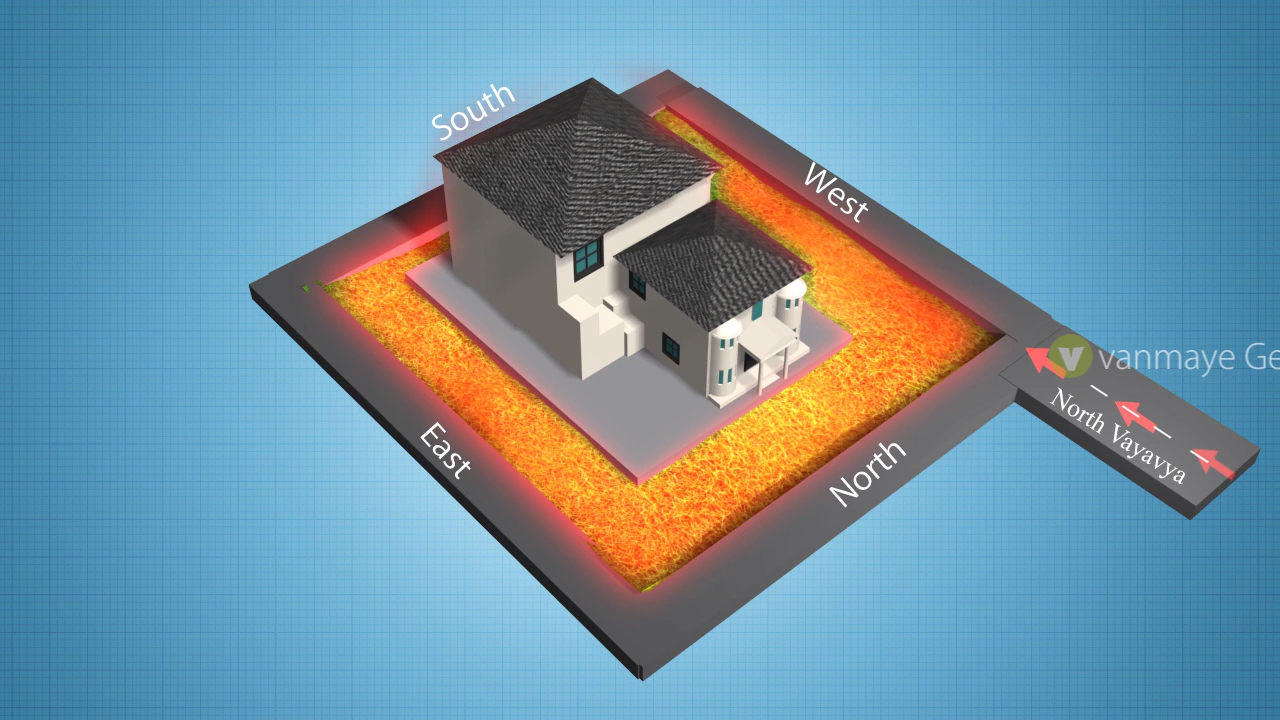 South
West
vanmaye Ge
North Vayavya
East
North